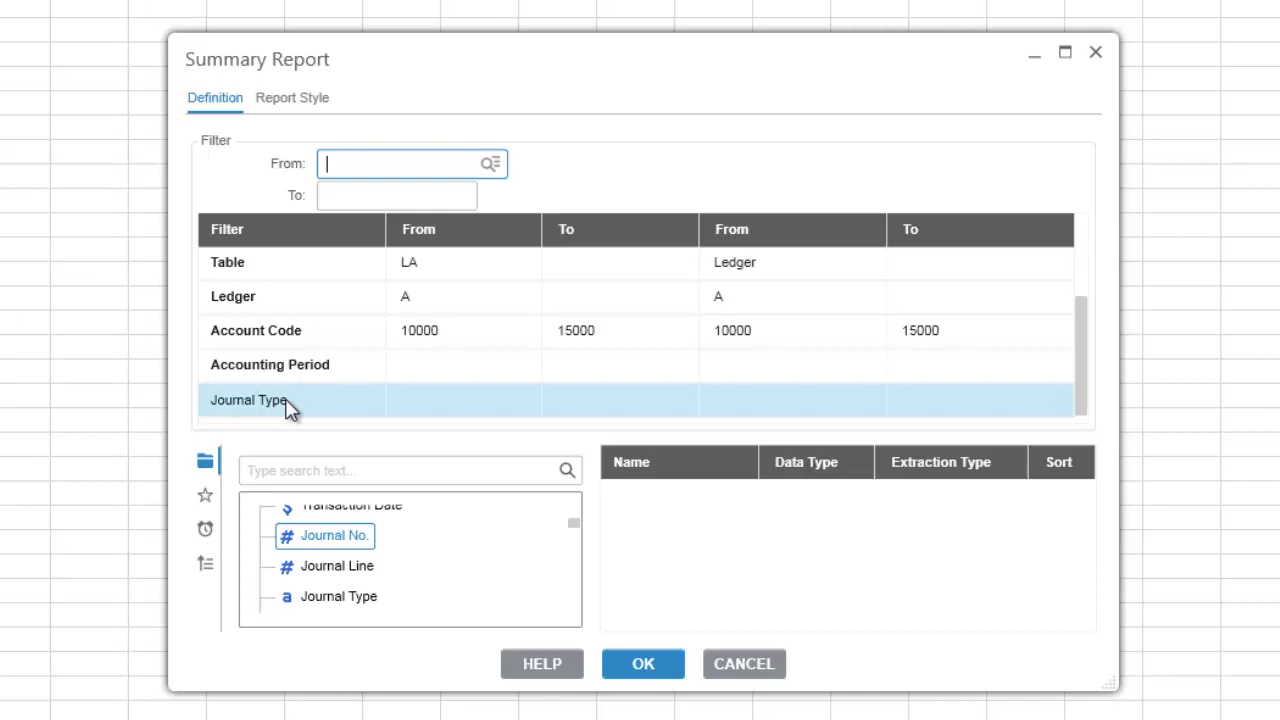 Summary Report
Definition Report Style
Filter
From:
To:
Filter From To From To
Table LA Ledger
Ledger A A
Account Code 10000 15000 10000 15000
Accounting Period
Journal Type
Type search text...
Name Data Type Extraction Type Sort
Transaction Date
# Journal No.
# Journal Line
a Journal Type
HELP OK CANCEL